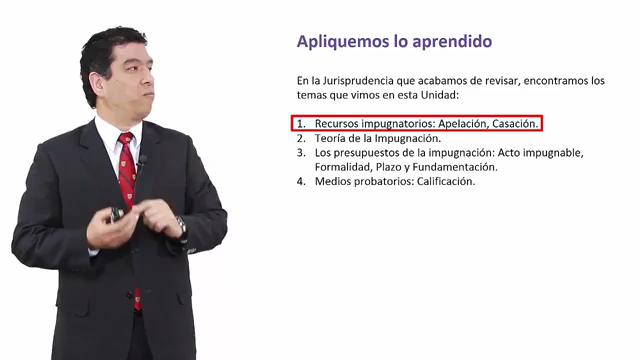 Apliquemos lo aprendido
En la Jurisprudencia que acabamos de revisar, encontramos los
temas que vimos en esta Unidad:
1. Recursos impugnatorios: Apelación, Casación.
2. Teoría de la Impugnación.
3. Los presupuestos de la impugnación: Acto impugnable,
Formalidad, Plazo y Fundamentación.
4. Medios probatorios: Calificación.